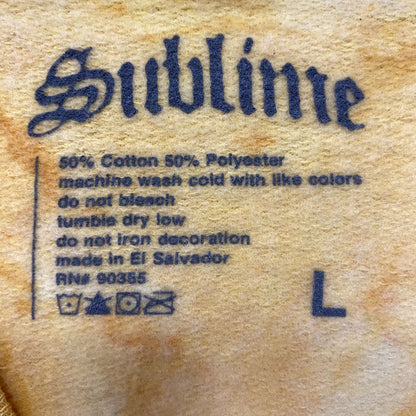 Sublime
50% Cotton 50% Polyester
machine wash cold with like colors
do not bleach
tumble dry low
do not iron decoration
made in El Salvador
RN# 90355
L